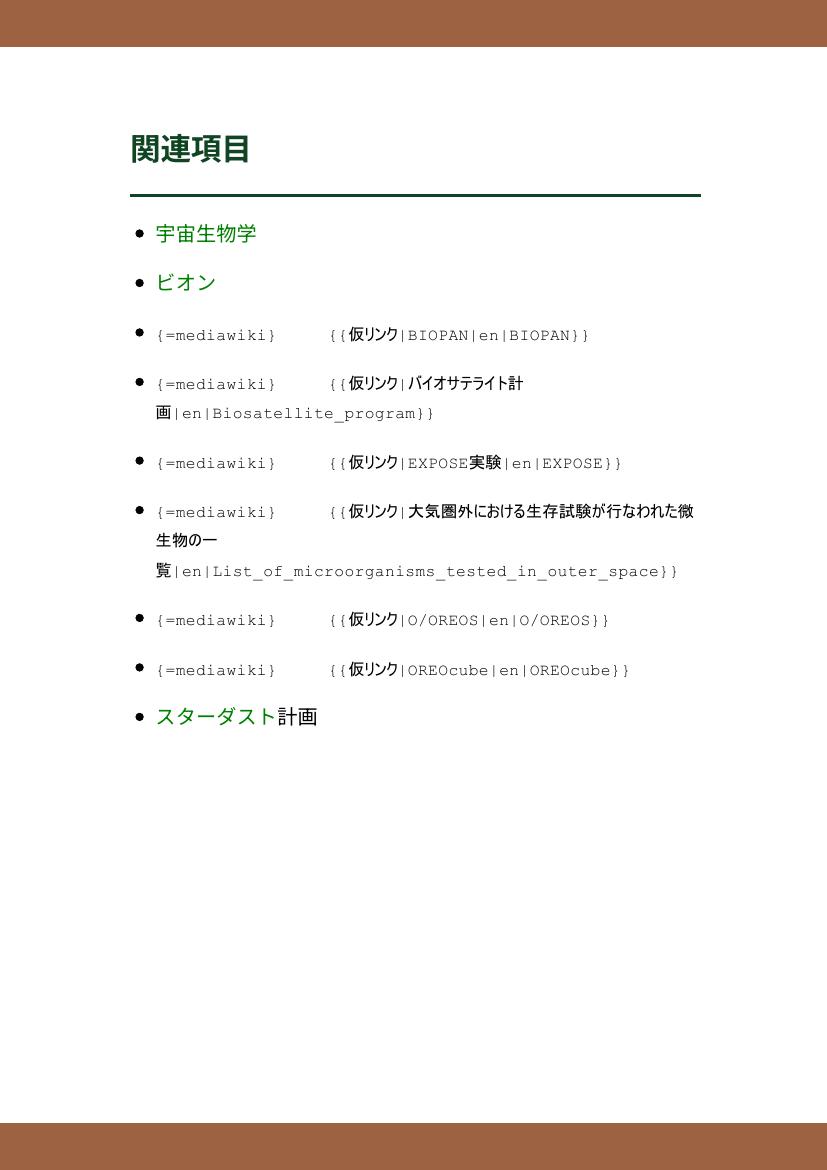 関連項目
宇宙生物学
ビオン
{=mediawiki} {{仮リンク|BIOPAN|en|BIOPAN}}
{=mediawiki} {{仮リンク|バイオサテライト計
画|en|Biosatellite_program}}
{=mediawiki} {{仮リンク|EXPOSE実験|en|EXPOSE}}
{=mediawiki} {{仮リンク|大気圏外における生存試験が行なわれた微
生物の一
覧|en|List_of_microorganisms_tested_in_outer_space}}
{=mediawiki} {{仮リンク|O/OREOS|en|O/OREOS}}
{=mediawiki} {{仮リンク|OREOcube|en|OREOcube}}
スターダスト計画